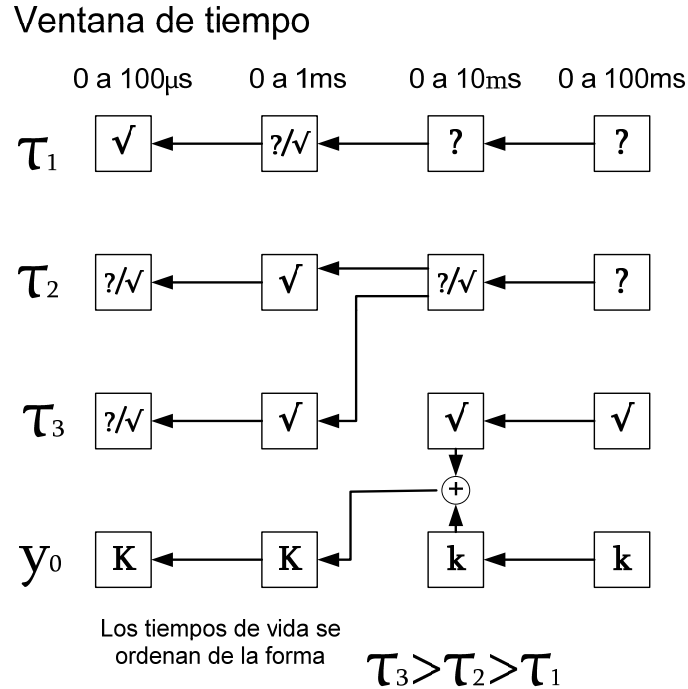 Ventana de tiempo
0 a 100μs 0 a 1ms 0 a 10ms 0 a 100ms
τ1 √ ?/√ ? ?
τ2 ?/√ √ ?/√ ?
τ3 ?/√ √ √ √
+
y0 K K k k
Los tiempos de vida se
ordenan de la forma
τ3>τ2>τ1